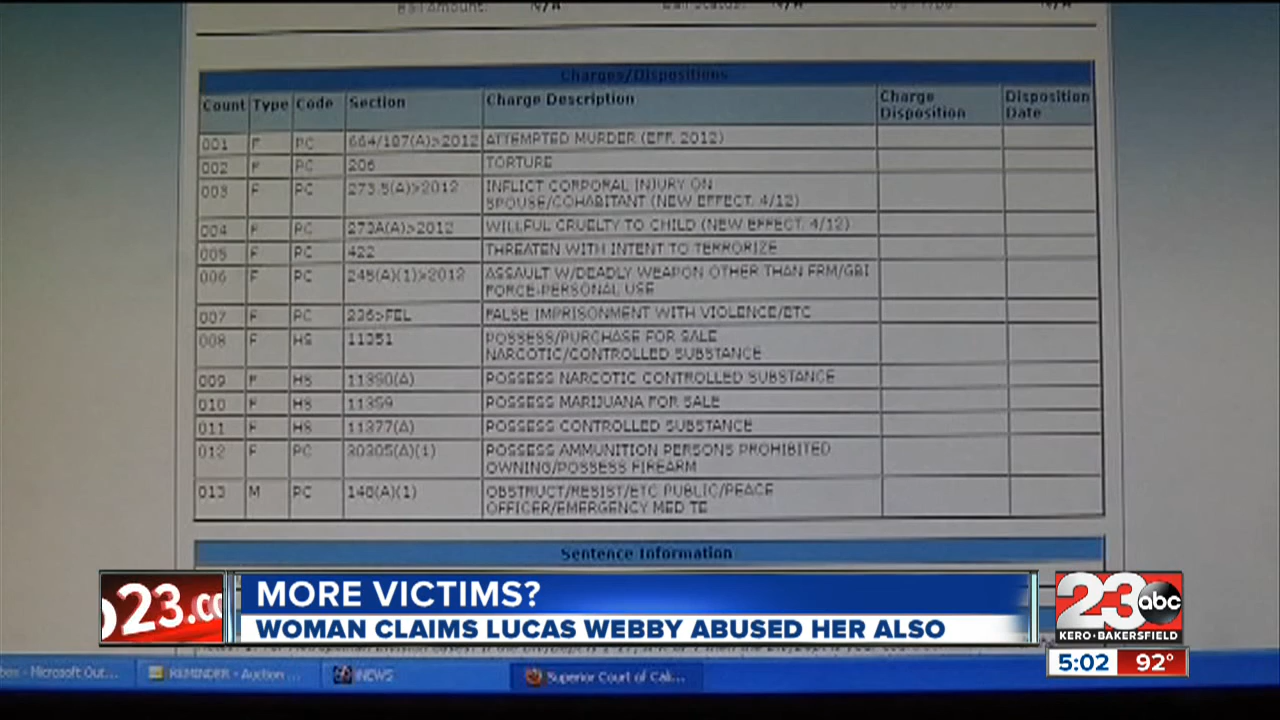 Bail Amount: N/A N/A N/A
Charges/Dispositions
Count Type Code Section Charge Description Charge Disposition Disposition Date
001 F PC 664/187(A)>2012 ATTEMPTED MURDER (EFF. 2012)
002 F PC 206 TORTURE
003 F PC 273.5(A)>2012 INFLICT CORPORAL INJURY ON
SPOUSE/COHABITANT (NEW EFFECT. 4/12)
004 F PC 273A(A)>2012 WILLFUL CRUELTY TO CHILD (NEW EFFECT. 4/12)
005 F PC 422 THREATEN WITH INTENT TO TERRORIZE
006 F PC 245(A)(1)>2012 ASSAULT W/DEADLY WEAPON OTHER THAN FRM/GBI
FORCE-PERSONAL USE
007 F PC 236>FEL FALSE IMPRISONMENT WITH VIOLENCE/ETC
008 F HS 11351 POSSESS/PURCHASE FOR SALE
NARCOTIC/CONTROLLED SUBSTANCE
009 F HS 11350(A) POSSESS NARCOTIC CONTROLLED SUBSTANCE
010 F HS 11359 POSSESS MARIJUANA FOR SALE
011 F HS 11377(A) POSSESS CONTROLLED SUBSTANCE
012 F PC 30305(A)(1) POSSESS AMMUNITION PERSONS PROHIBITED
OWNING/POSSESS FIREARM
013 M PC 148(A)(1) OBSTRUCT/RESIST/ETC PUBLIC/PEACE
OFFICER/EMERGENCY MED TE
Sentence Information
23.co
MORE VICTIMS?
WOMAN CLAIMS LUCAS WEBBY ABUSED HER ALSO
23 abc
KERO-BAKERSFIELD
5:02 92°
box - Microsoft Out...
REMINDER - Auction ...
iNEWS
Superior Court of Cali...